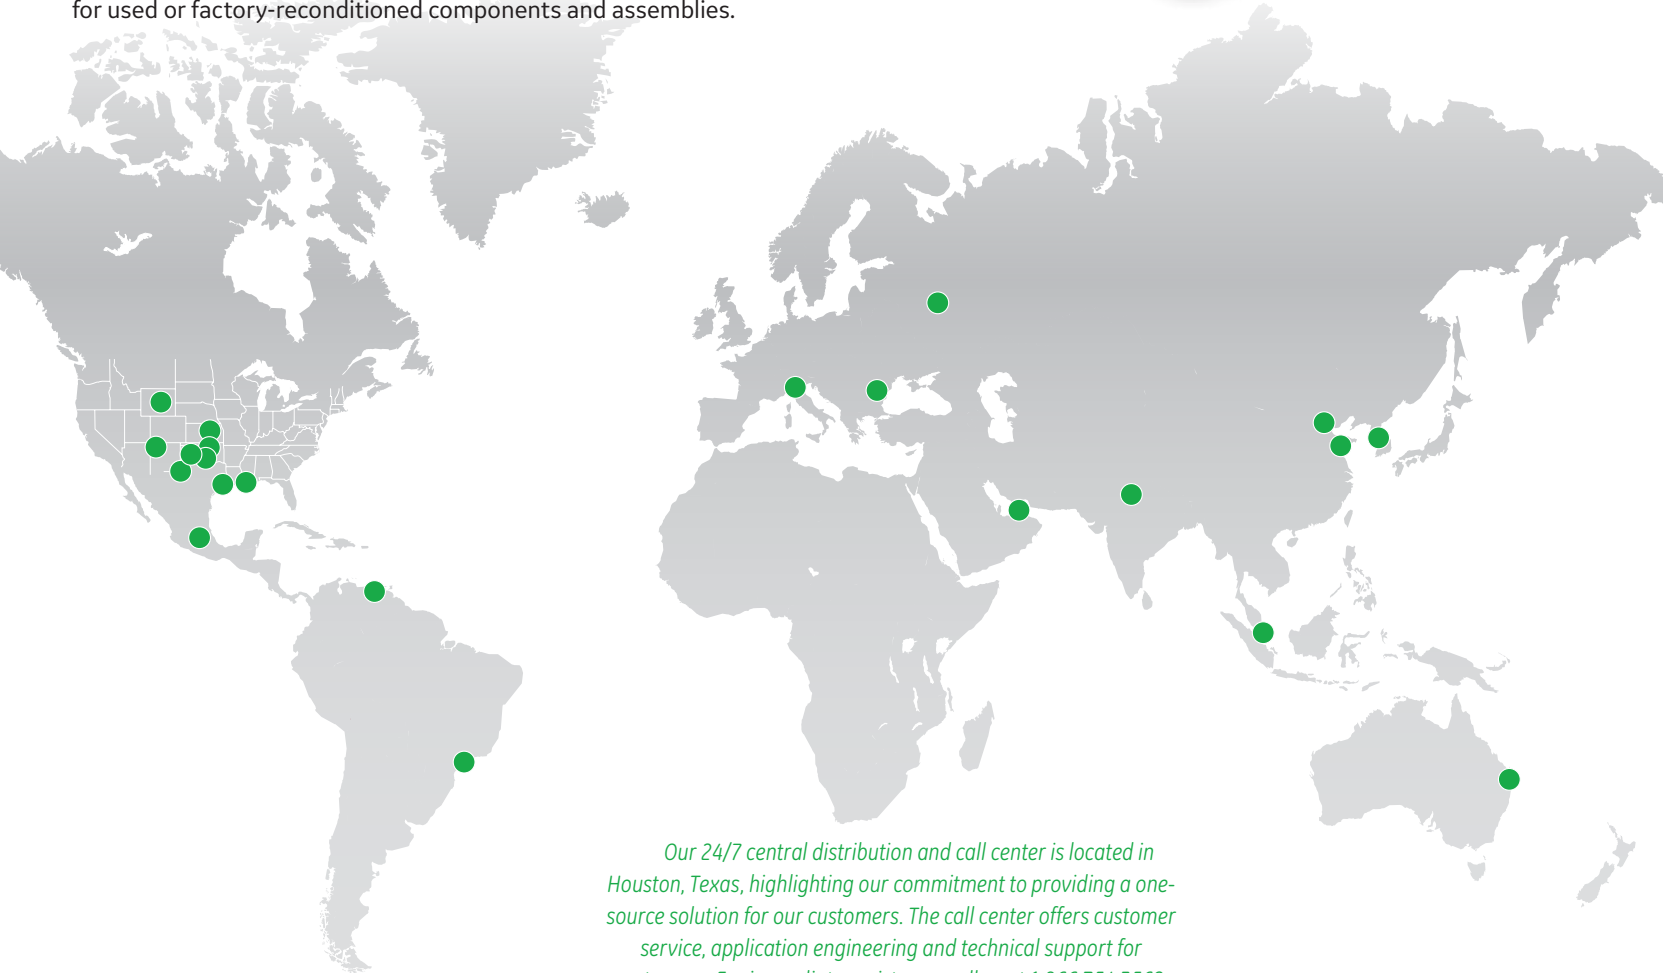 for used or factory-reconditioned components and assemblies.
Our 24/7 central distribution and call center is located in
Houston, Texas, highlighting our commitment to providing a one-
source solution for our customers. The call center offers customer
service, application engineering and technical support for